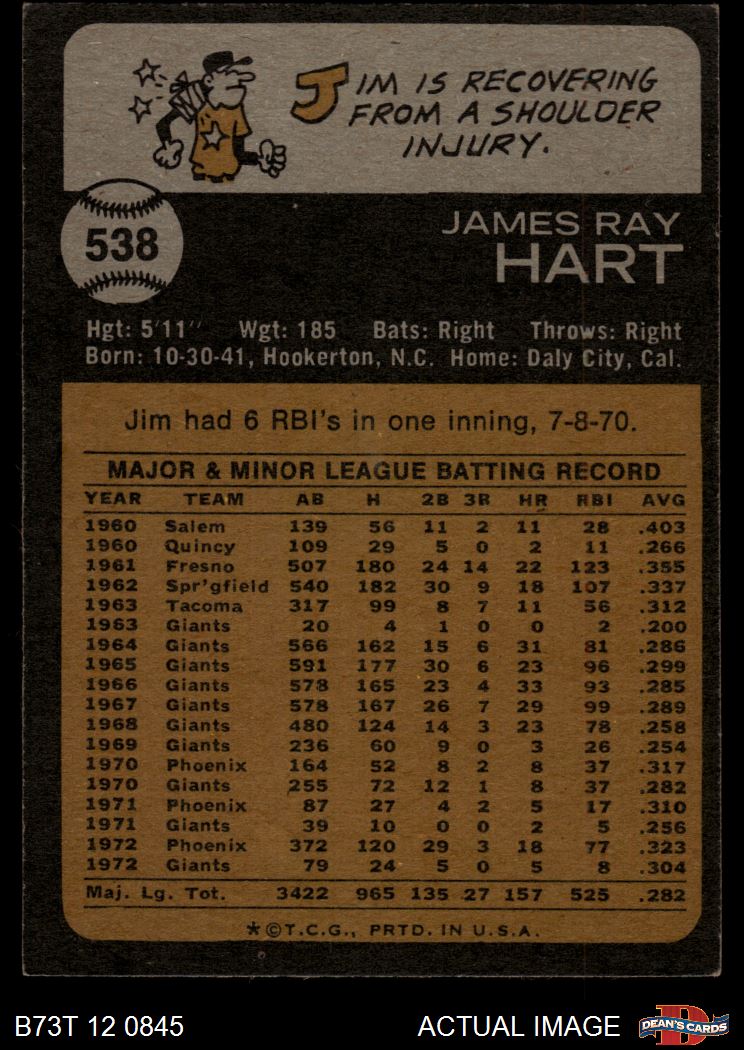 JIM IS RECOVERING
FROM A SHOULDER
INJURY.
538
JAMES RAY
HART
Hgt: 5'11" Wgt: 185 Bats: Right Throws: Right
Born: 10-30-41, Hookerton, N.C. Home: Daly City, Cal.
Jim had 6 RBI's in one inning, 7-8-70.
MAJOR & MINOR LEAGUE BATTING RECORD
YEAR TEAM AB H 2B 3B HR RBI AVG
1960 Salem 139 56 11 2 11 28 .403
1960 Quincy 109 29 5 0 2 11 .266
1961 Fresno 507 180 24 14 22 123 .355
1962 Spr'gfield 540 182 30 9 18 107 .337
1963 Tacoma 317 99 8 7 11 56 .312
1963 Giants 20 4 1 0 0 2 .200
1964 Giants 566 162 15 6 31 81 .286
1965 Giants 591 177 30 6 23 96 .299
1966 Giants 578 165 23 4 33 93 .285
1967 Giants 578 167 26 7 29 99 .289
1968 Giants 480 124 14 3 23 78 .258
1969 Giants 236 60 9 0 3 26 .254
1970 Phoenix 164 52 8 2 8 37 .317
1970 Giants 255 72 12 1 8 37 .282
1971 Phoenix 87 27 4 2 5 17 .310
1971 Giants 39 10 0 0 2 5 .256
1972 Phoenix 372 120 29 3 18 77 .323
1972 Giants 79 24 5 0 5 8 .304
Maj. Lg. Tot. 3422 965 135 27 157 525 .282
*©T.C.G., PRTD. IN U.S.A.
B73T 12 0845 ACTUAL IMAGE DEAN'S CARDS